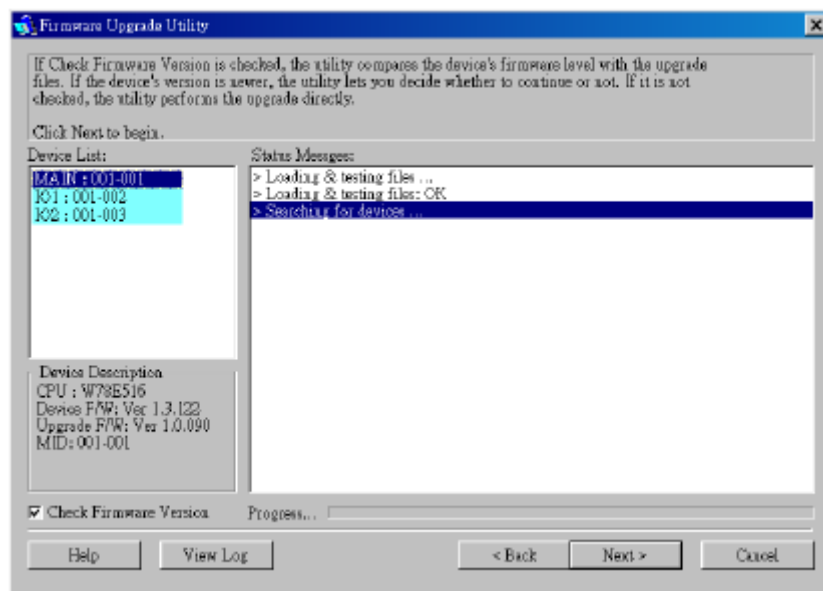 Firmware Upgrade Utility
If Check Firmware Version is checked, the utility compares the device's firmware level with the upgrade
files. If the device's version is newer, the utility lets you decide whether to continue or not. If it is not
checked, the utility performs the upgrade directly.
Click Next to begin.
Device List:
MAIN : 001-001
IO1 : 001-002
IO2 : 001-003
Status Messges:
> Loading & testing files ...
> Loading & testing files: OK
> Searching for devices ...
Device Description
CPU : W78E516
Device F/W: Ver 1.3.122
Upgrade F/W: Ver 1.0.090
MID: 001-001
Check Firmware Version
Progress...
Help
View Log
< Back
Next >
Cancel